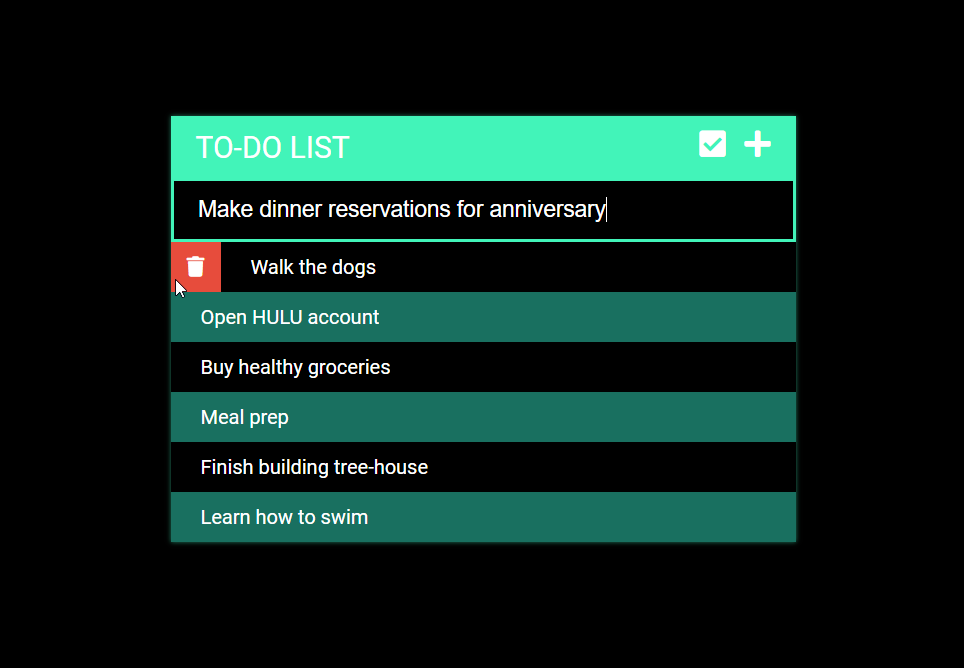 TO-DO LIST
Make dinner reservations for anniversary
Walk the dogs
Open HULU account
Buy healthy groceries
Meal prep
Finish building tree-house
Learn how to swim